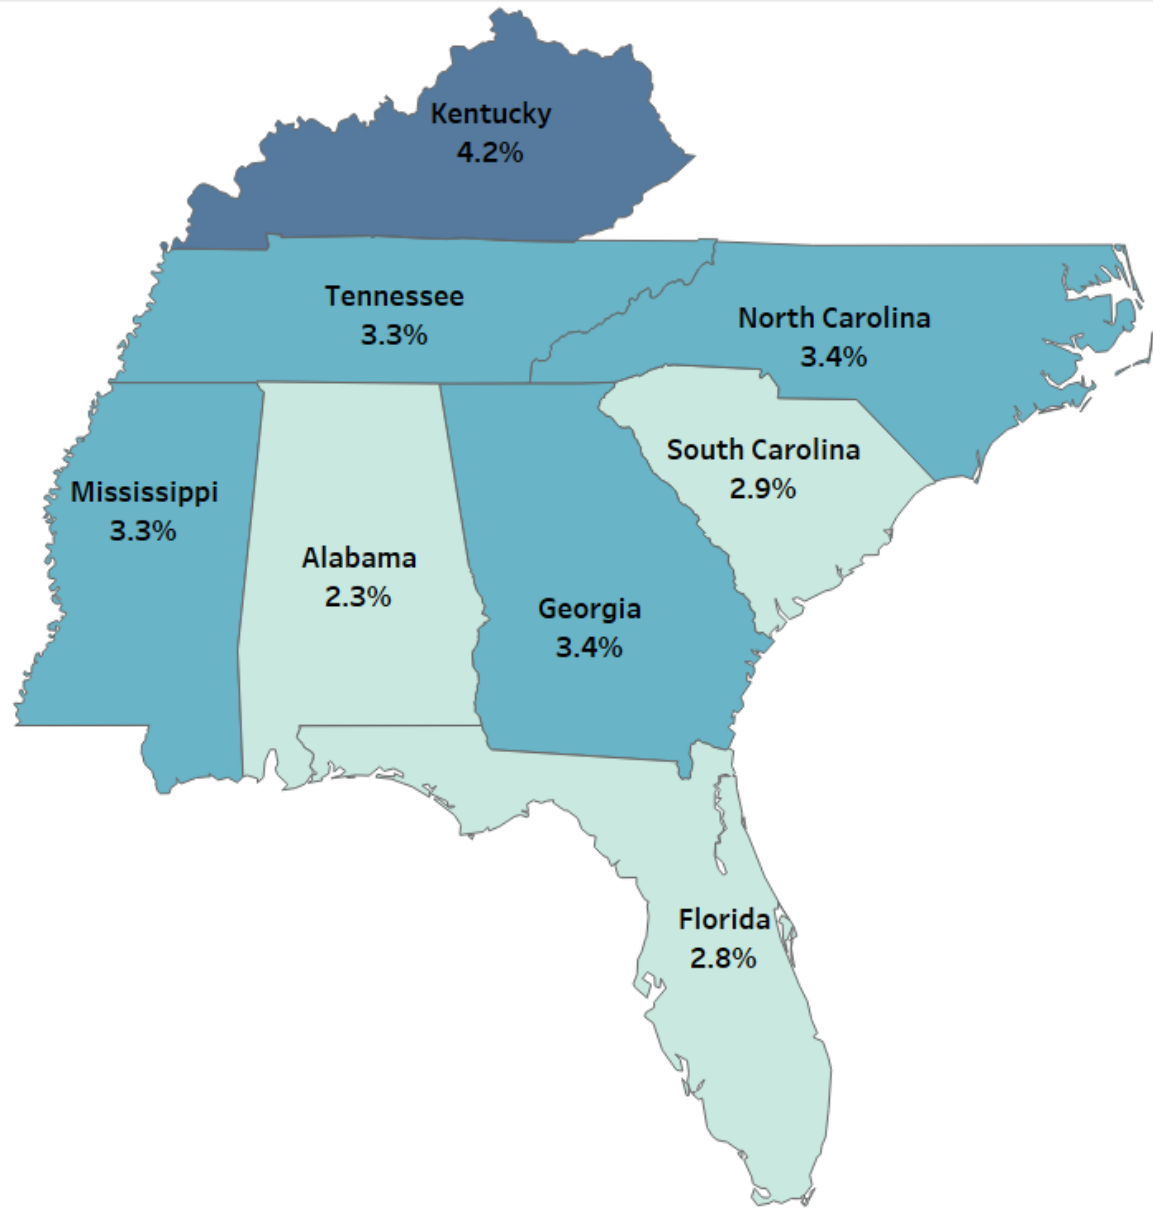 Kentucky
4.2%
Tennessee
3.3%
North Carolina
3.4%
South Carolina
2.9%
Mississippi
3.3%
Alabama
2.3%
Georgia
3.4%
Florida
2.8%